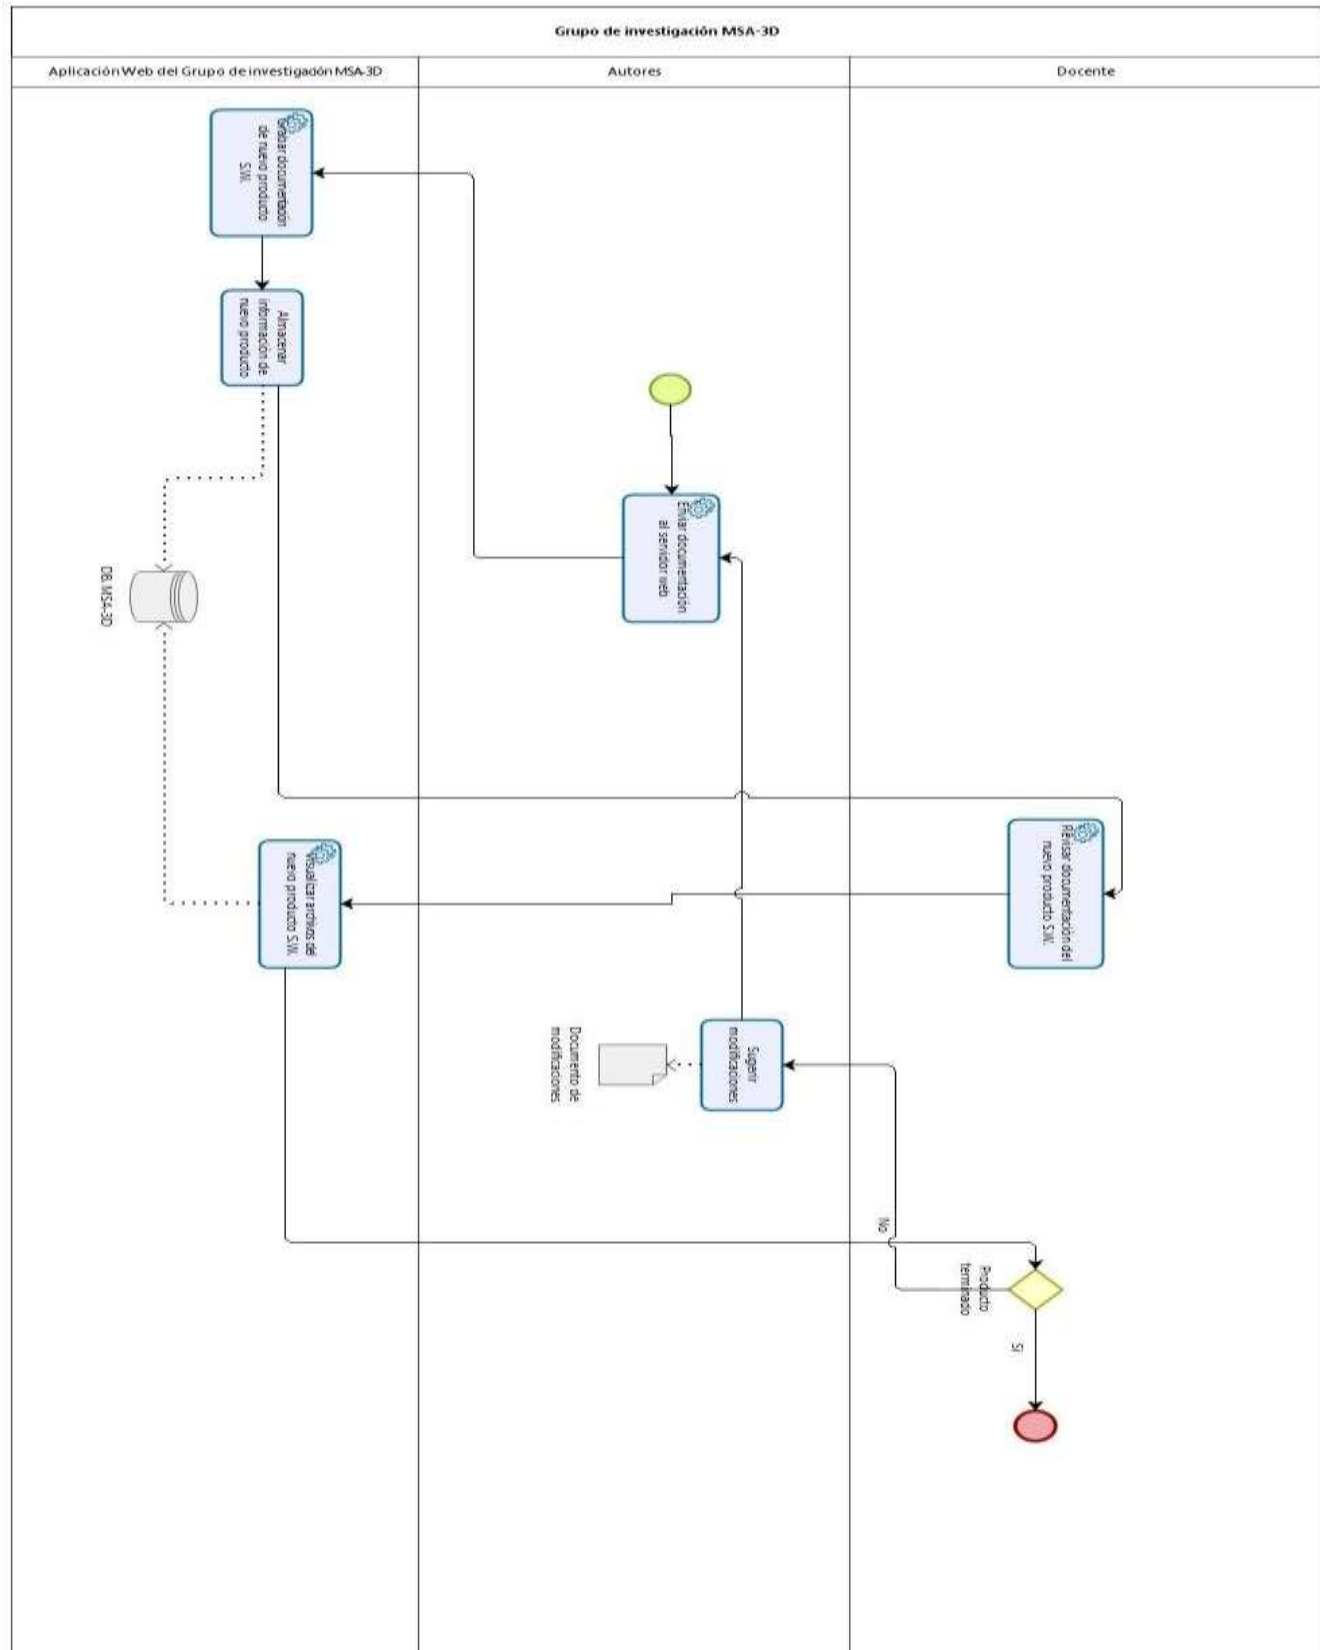 Grupo de investigación MSA-3D
Aplicación Web del Grupo de investigación MSA-3D
Autores
Docente
Grabar documentación
de nuevo producto
S.W.
Almacenar
información de
nuevo producto
Enviar documentación
al servidor web
DB. MSA-3D
Revisar documentación del
nuevo producto S.W.
Visualizar archivos del
nuevo producto S.W.
Sugerir
modificaciones
Documento de
modificaciones
No
Producto
terminado
Si